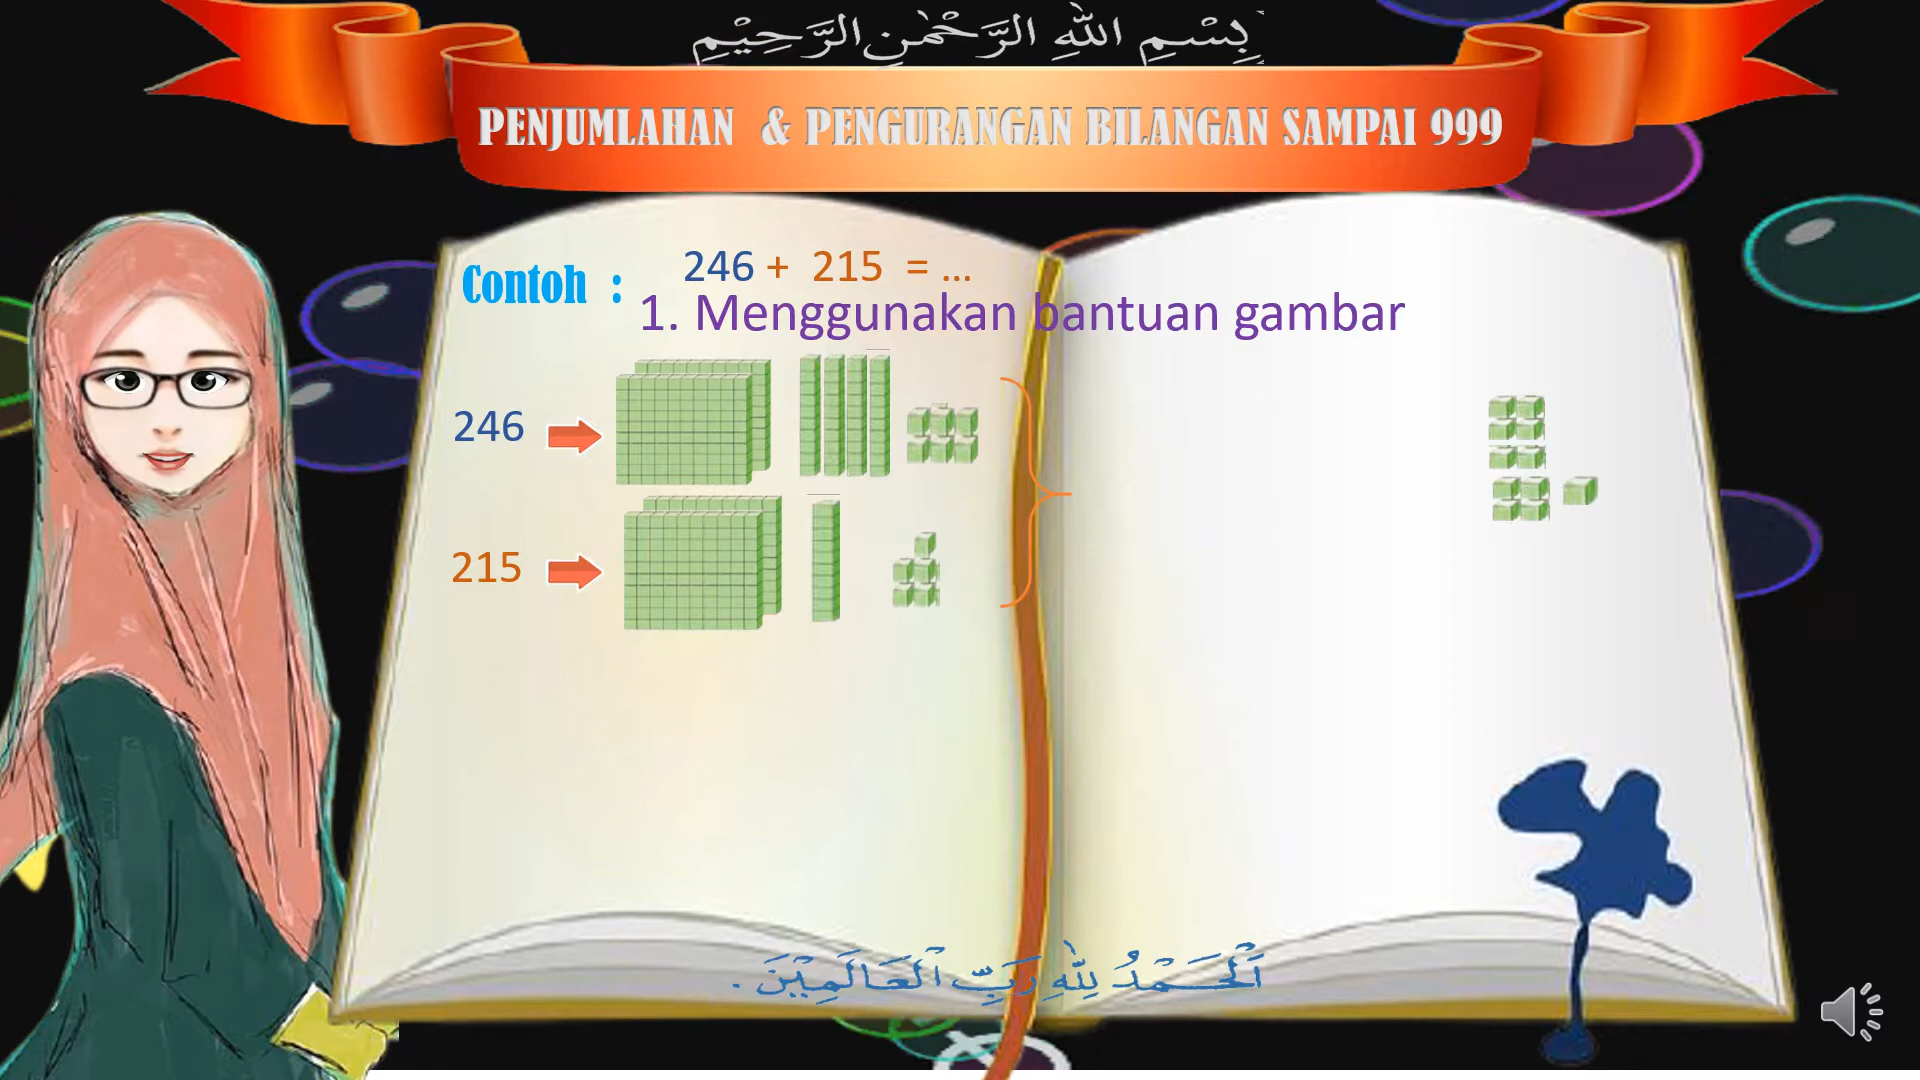 بِسْمِ اللهِ الرَّحْمٰنِ الرَّحِيْمِ
PENJUMLAHAN & PENGURANGAN BILANGAN SAMPAI 999
Contoh : 246 + 215 = ...
1. Menggunakan bantuan gambar
246
215
اَلْحَمْدُ لِلّٰهِ رَبِّ الْعَالَمِيْنَ .